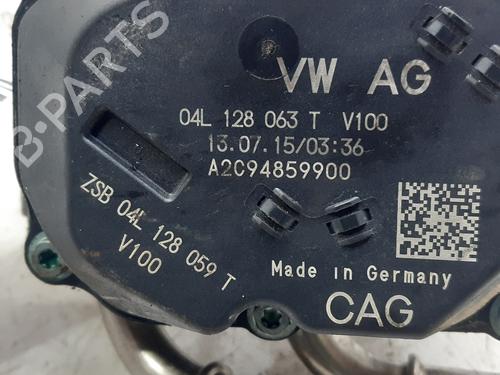 VW AG
04L 128 063 T V100
13.07.15/03:36
A2C94859900
ZSB 04L 128 059 T
V100
Made in Germany
CAG